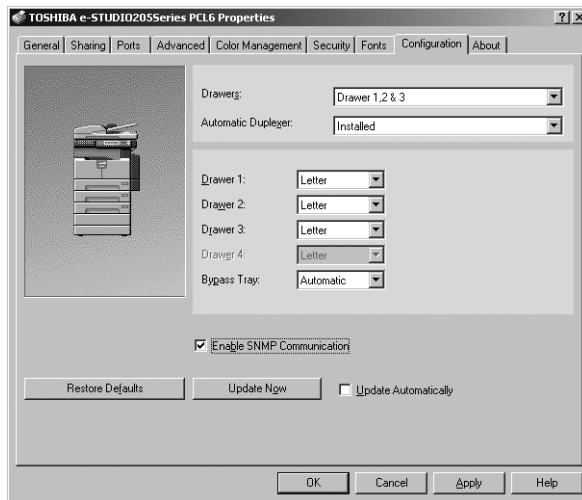 TOSHIBA e-STUDIO205Series PCL6 Properties
General Sharing Ports Advanced Color Management Security Fonts Configuration About
Drawers: Drawer 1,2 & 3
Automatic Duplexer: Installed
Drawer 1: Letter
Drawer 2: Letter
Drawer 3: Letter
Drawer 4: Letter
Bypass Tray: Automatic
Enable SNMP Communication
Restore Defaults Update Now Update Automatically
OK Cancel Apply Help